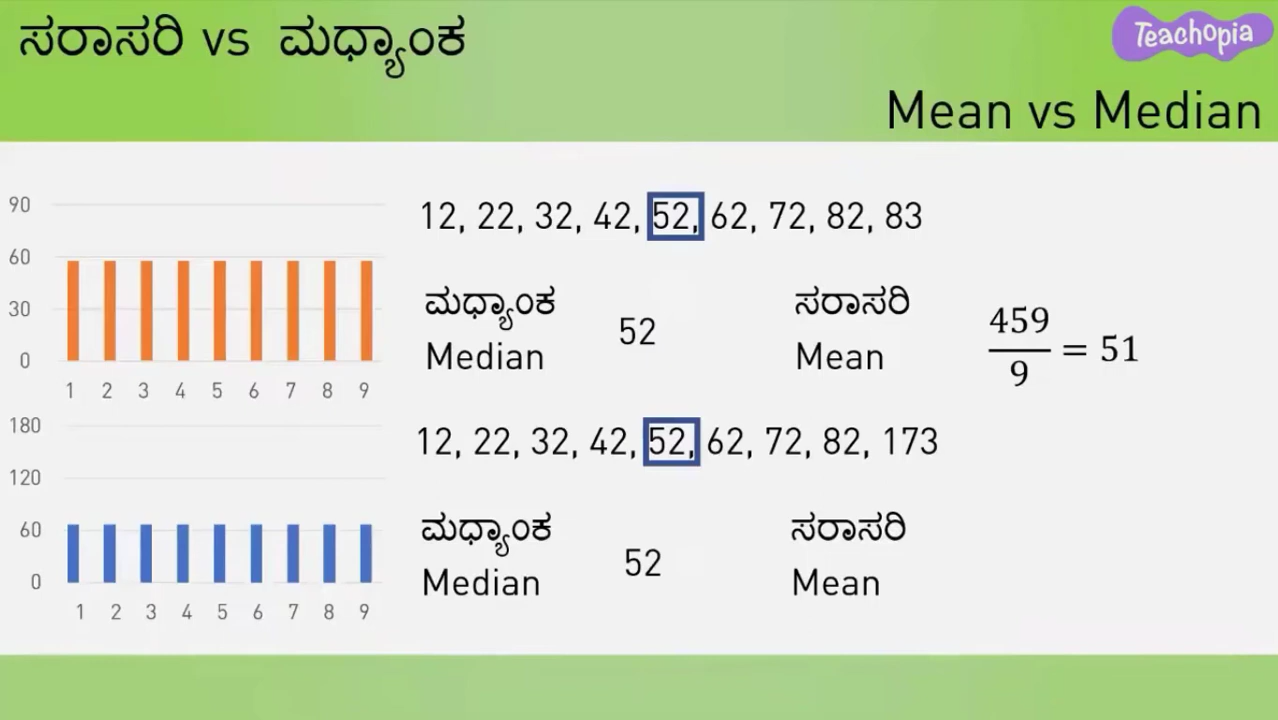 ಸರಾಸರಿ vs ಮಧ್ಯಾಂಕ
Teachopia
Mean vs Median
90
60
30
0
1 2 3 4 5 6 7 8 9
12, 22, 32, 42, 52, 62, 72, 82, 83
ಮಧ್ಯಾಂಕ
Median
52
ಸರಾಸರಿ
Mean
459
9
= 51
180
120
60
0
1 2 3 4 5 6 7 8 9
12, 22, 32, 42, 52, 62, 72, 82, 173
ಮಧ್ಯಾಂಕ
Median
52
ಸರಾಸರಿ
Mean